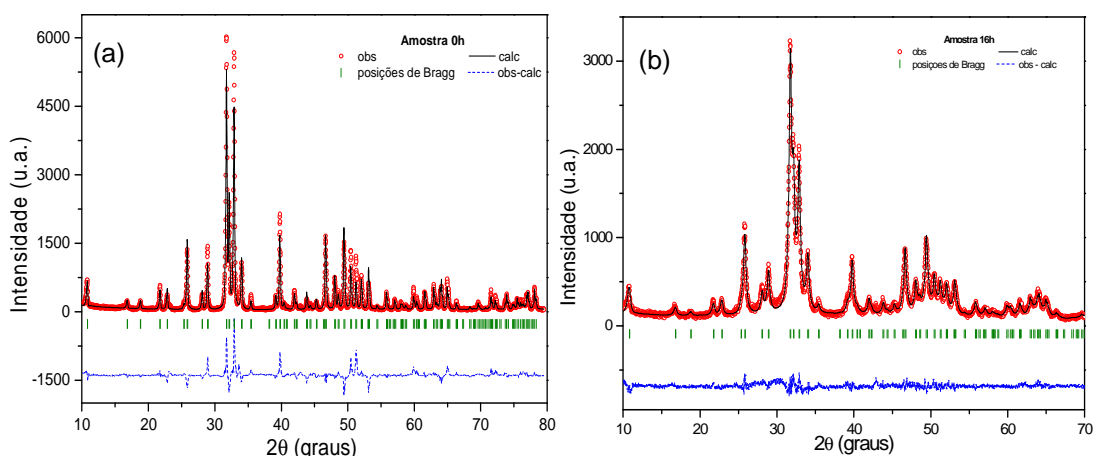 (a)
Amostra 0h
obs
calc
posições de Bragg
obs-calc
Intensidade (u.a.)
6000
4500
3000
1500
0
-1500
10 20 30 40 50 60 70 80
2θ (graus)
(b)
Amostra 16h
obs
calc
posiçoes de Bragg
obs - calc
Intensidade (u.a.)
3000
2000
1000
0
10 20 30 40 50 60 70
2θ (graus)